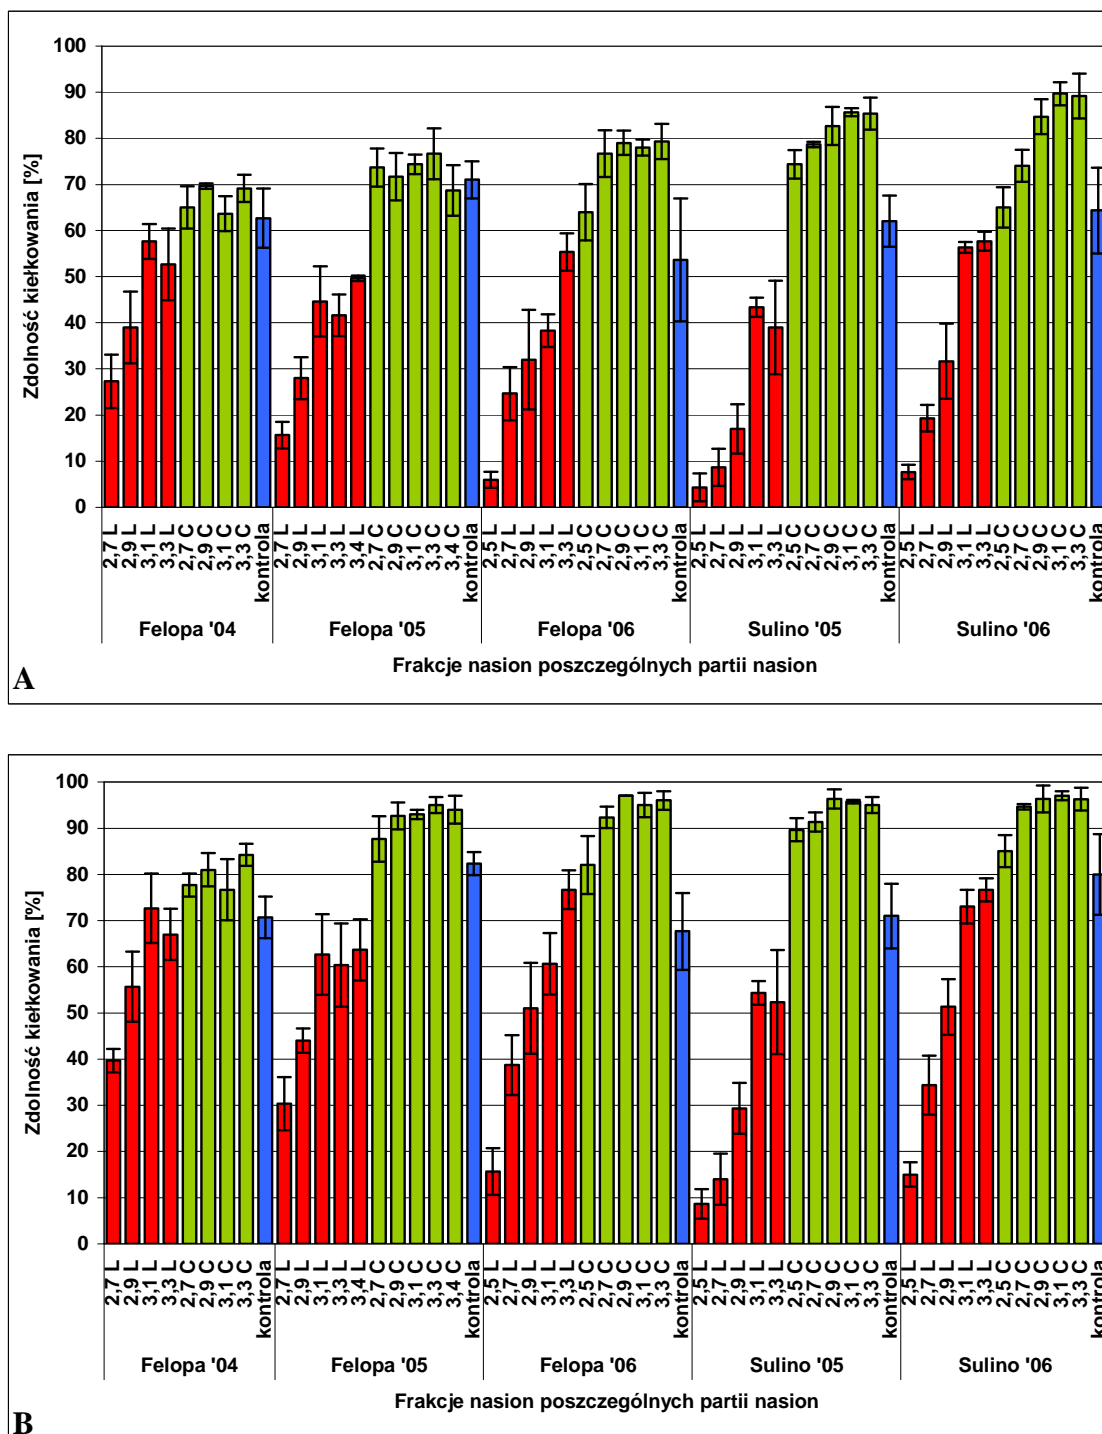 Zdolność kiełkowania [%]
100
90
80
70
60
50
40
30
20
10
0
2,7 L
2,9 L
3,1 L
3,3 L
2,7 C
2,9 C
3,1 C
3,3 C
kontrola
2,7 L
2,9 L
3,1 L
3,3 L
3,4 L
2,7 C
2,9 C
3,1 C
3,3 C
3,4 C
kontrola
2,5 L
2,7 L
2,9 L
3,1 L
3,3 L
2,5 C
2,7 C
2,9 C
3,1 C
3,3 C
kontrola
2,5 L
2,7 L
2,9 L
3,1 L
3,3 L
2,5 C
2,7 C
2,9 C
3,1 C
3,3 C
kontrola
2,5 L
2,7 L
2,9 L
3,1 L
3,3 L
2,5 C
2,7 C
2,9 C
3,1 C
3,3 C
kontrola
Felopa '04 Felopa '05 Felopa '06 Sulino '05 Sulino '06
Frakcje nasion poszczególnych partii nasion
A
Zdolność kiełkowania [%]
100
90
80
70
60
50
40
30
20
10
0
2,7 L
2,9 L
3,1 L
3,3 L
2,7 C
2,9 C
3,1 C
3,3 C
kontrola
2,7 L
2,9 L
3,1 L
3,3 L
3,4 L
2,7 C
2,9 C
3,1 C
3,3 C
3,4 C
kontrola
2,5 L
2,7 L
2,9 L
3,1 L
3,3 L
2,5 C
2,7 C
2,9 C
3,1 C
3,3 C
kontrola
2,5 L
2,7 L
2,9 L
3,1 L
3,3 L
2,5 C
2,7 C
2,9 C
3,1 C
3,3 C
kontrola
2,5 L
2,7 L
2,9 L
3,1 L
3,3 L
2,5 C
2,7 C
2,9 C
3,1 C
3,3 C
kontrola
Felopa '04 Felopa '05 Felopa '06 Sulino '05 Sulino '06
Frakcje nasion poszczególnych partii nasion
B